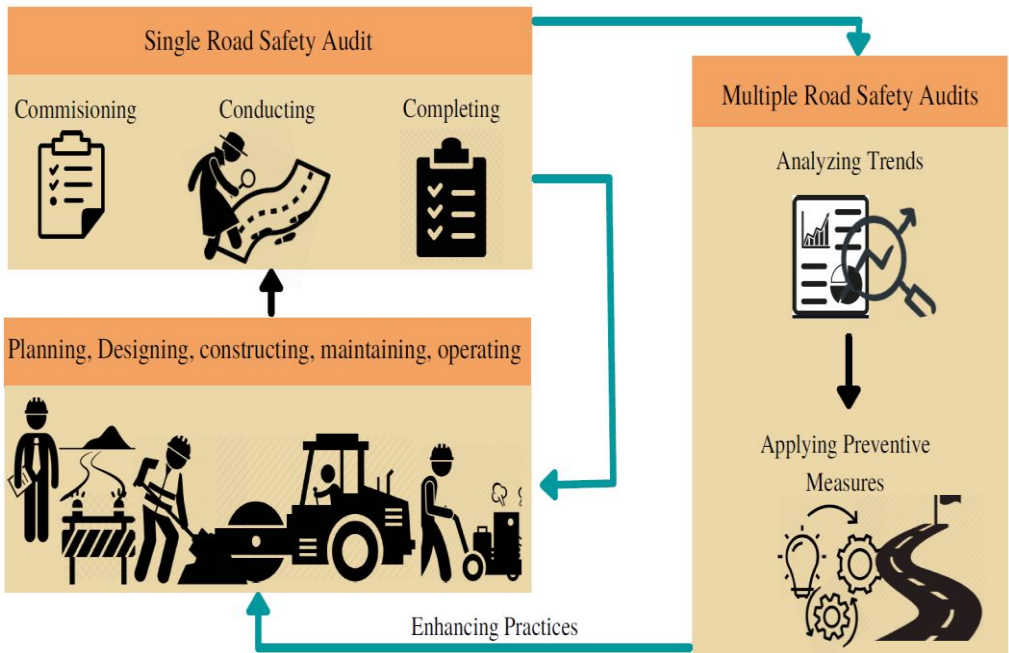 Single Road Safety Audit
Commisioning
Conducting
Completing
Multiple Road Safety Audits
Analyzing Trends
Applying Preventive
Measures
Planning, Designing, constructing, maintaining, operating
Enhancing Practices